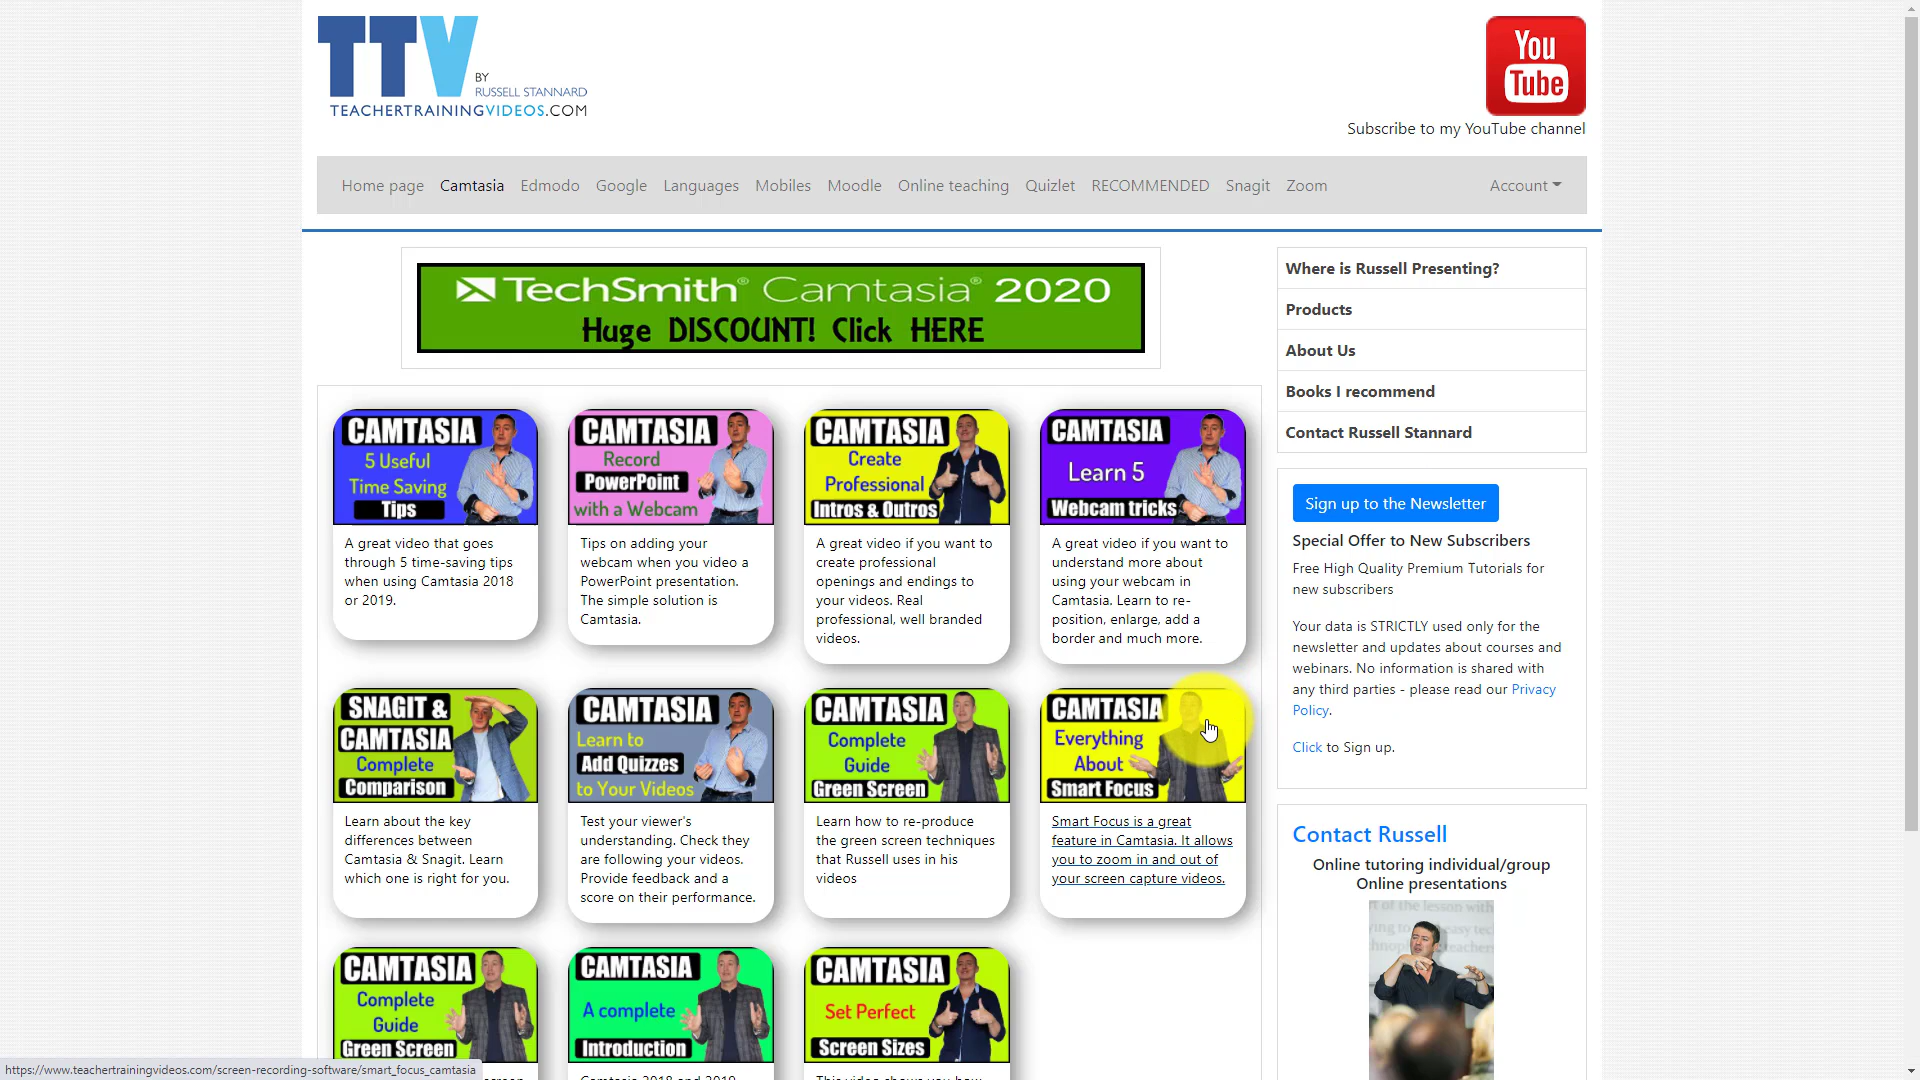 TTV
BY
RUSSELL STANNARD
TEACHERTRAININGVIDEOS.COM
You
Tube
Subscribe to my YouTube channel
Home page Camtasia Edmodo Google Languages Mobiles Moodle Online teaching Quizlet RECOMMENDED Snagit Zoom Account
TechSmith® Camtasia® 2020
Huge DISCOUNT! Click HERE
CAMTASIA
5 Useful
Time Saving
Tips
A great video that goes
through 5 time-saving tips
when using Camtasia 2018
or 2019.
CAMTASIA
Record
PowerPoint
with a Webcam
Tips on adding your
webcam when you video a
PowerPoint presentation.
The simple solution is
Camtasia.
CAMTASIA
Create
Professional
Intros & Outros
A great video if you want to
create professional
openings and endings to
your videos. Real
professional, well branded
videos.
CAMTASIA
Learn 5
Webcam tricks
A great video if you want to
understand more about
using your webcam in
Camtasia. Learn to re-
position, enlarge, add a
border and much more.
SNAGIT &
CAMTASIA
Complete
Comparison
Learn about the key
differences between
Camtasia & Snagit. Learn
which one is right for you.
CAMTASIA
Learn to
Add Quizzes
to Your Videos
Test your viewer's
understanding. Check they
are following your videos.
Provide feedback and a
score on their performance.
CAMTASIA
Complete
Guide
Green Screen
Learn how to re-produce
the green screen techniques
that Russell uses in his
videos
CAMTASIA
Everything
About
Smart Focus
Smart Focus is a great
feature in Camtasia. It allows
you to zoom in and out of
your screen capture videos.
CAMTASIA
Complete
Guide
Green Screen
CAMTASIA
A complete
Introduction
Camtasia 2018 and 2019
CAMTASIA
Set Perfect
Screen Sizes
This video shows you how
Where is Russell Presenting?
Products
About Us
Books I recommend
Contact Russell Stannard
Sign up to the Newsletter
Special Offer to New Subscribers
Free High Quality Premium Tutorials for
new subscribers
Your data is STRICTLY used only for the
newsletter and updates about courses and
webinars. No information is shared with
any third parties - please read our Privacy
Policy.
Click to Sign up.
Contact Russell
Online tutoring individual/group
Online presentations
https://www.teachertrainingvideos.com/screen-recording-software/smart_focus_camtasia